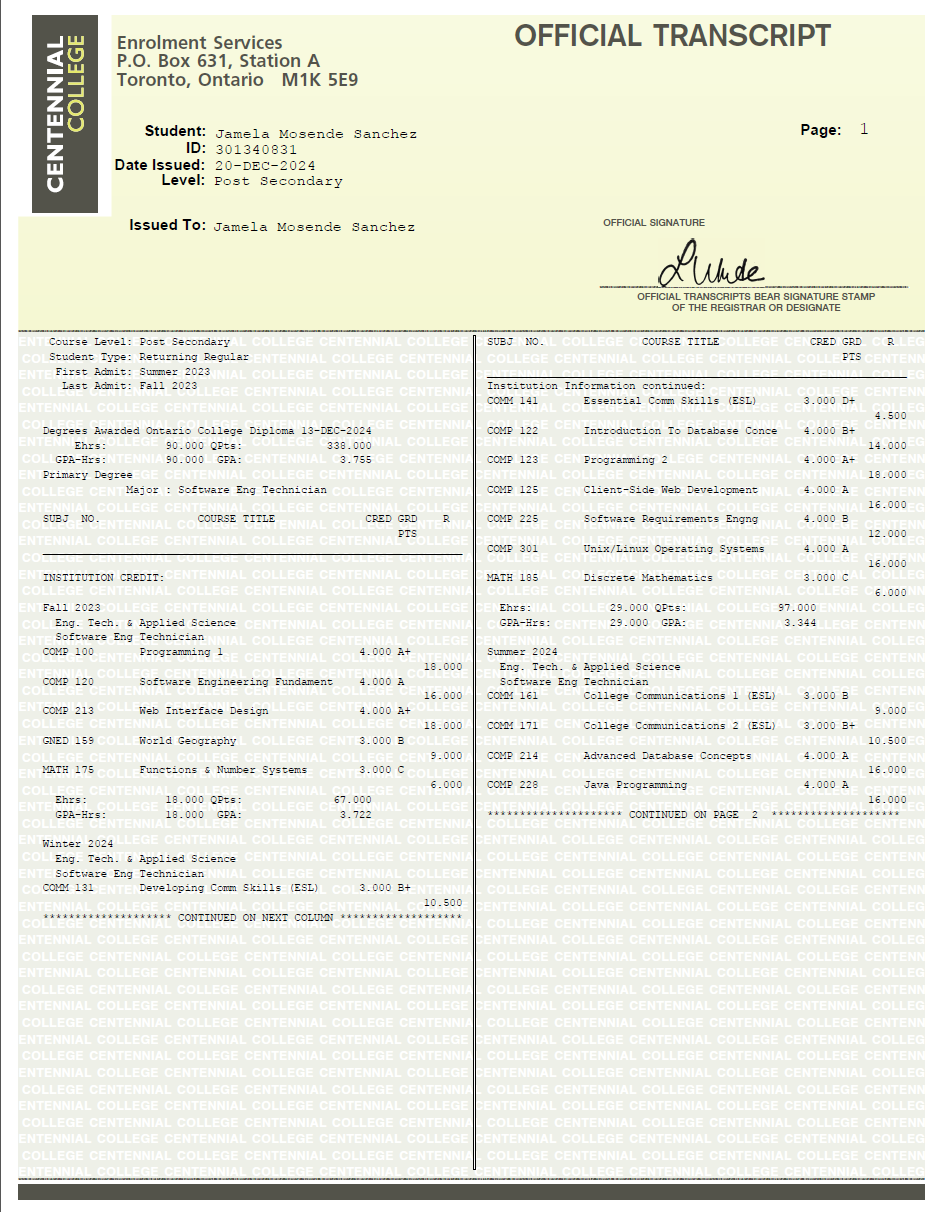 CENTENNIAL
COLLEGE
Enrolment Services
P.O. Box 631, Station A
Toronto, Ontario M1K 5E9
OFFICIAL TRANSCRIPT
Student: Jamela Mosende Sanchez
ID: 301340831
Date Issued: 20-DEC-2024
Level: Post Secondary
Page: 1
Issued To: Jamela Mosende Sanchez
OFFICIAL SIGNATURE
OFFICIAL TRANSCRIPTS BEAR SIGNATURE STAMP
OF THE REGISTRAR OR DESIGNATE
Course Level: Post Secondary
Student Type: Returning Regular
First Admit: Summer 2023
Last Admit: Fall 2023
Degrees Awarded Ontario College Diploma 13-DEC-2024
Ehrs: 90.000 QPts: 338.000
GPA-Hrs: 90.000 GPA: 3.755
Primary Degree
Major : Software Eng Technician
SUBJ NO. COURSE TITLE CRED GRD R
PTS
INSTITUTION CREDIT:
Fall 2023
Eng. Tech. & Applied Science
Software Eng Technician
COMP 100 Programming 1 4.000 A+
18.000
COMP 120 Software Engineering Fundament 4.000 A
16.000
COMP 213 Web Interface Design 4.000 A+
18.000
GNED 159 World Geography 3.000 B
9.000
MATH 175 Functions & Number Systems 3.000 C
6.000
Ehrs: 18.000 QPts: 67.000
GPA-Hrs: 18.000 GPA: 3.722
Winter 2024
Eng. Tech. & Applied Science
Software Eng Technician
COMM 131 Developing Comm Skills (ESL) 3.000 B+
10.500
******************** CONTINUED ON NEXT COLUMN *******************
SUBJ NO. COURSE TITLE CRED GRD R
PTS
Institution Information continued:
COMM 141 Essential Comm Skills (ESL) 3.000 D+
4.500
COMP 122 Introduction To Database Conce 4.000 B+
14.000
COMP 123 Programming 2 4.000 A+
18.000
COMP 125 Client-Side Web Development 4.000 A
16.000
COMP 225 Software Requirements Engng 4.000 B
12.000
COMP 301 Unix/Linux Operating Systems 4.000 A
16.000
MATH 185 Discrete Mathematics 3.000 C
6.000
Ehrs: 29.000 QPts: 97.000
GPA-Hrs: 29.000 GPA: 3.344
Summer 2024
Eng. Tech. & Applied Science
Software Eng Technician
COMM 161 College Communications 1 (ESL) 3.000 B
9.000
COMM 171 College Communications 2 (ESL) 3.000 B+
10.500
COMP 214 Advanced Database Concepts 4.000 A
16.000
COMP 228 Java Programming 4.000 A
16.000
********************* CONTINUED ON PAGE 2 ********************